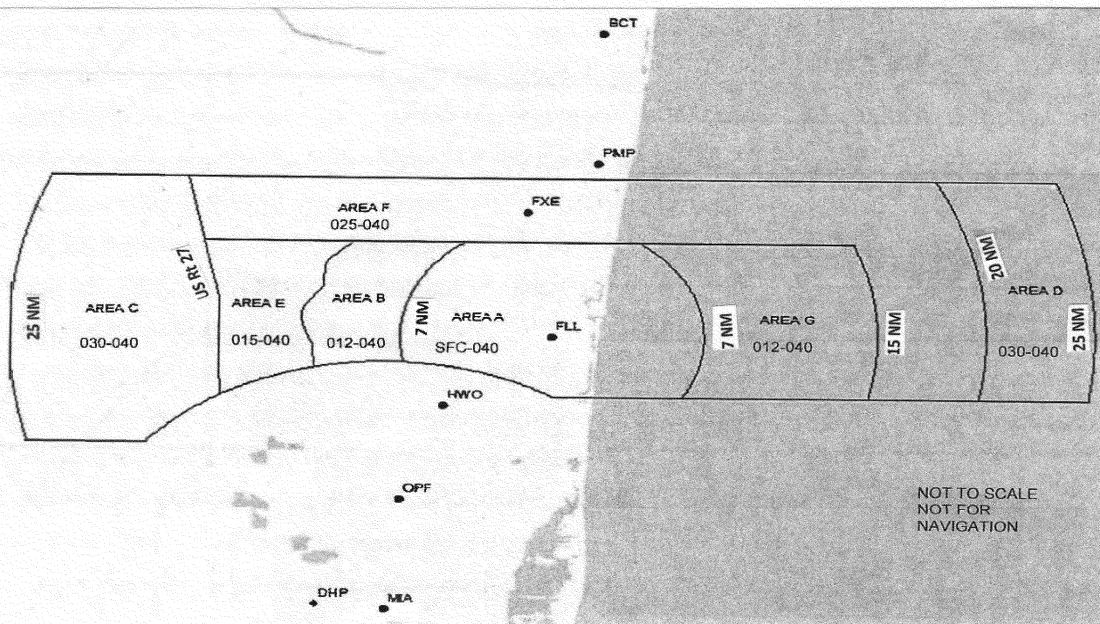 BCT
PMP
FXE
AREA F
025-040
US Rt 27
20 NM
25 NM
AREA C
030-040
AREA E
015-040
AREA B
012-040
7 NM
AREA A
SFC-040
FLL
7 NM
AREA G
012-040
15 NM
AREA D
030-040
25 NM
HWO
OPF
NOT TO SCALE
NOT FOR
NAVIGATION
DHP
MIA